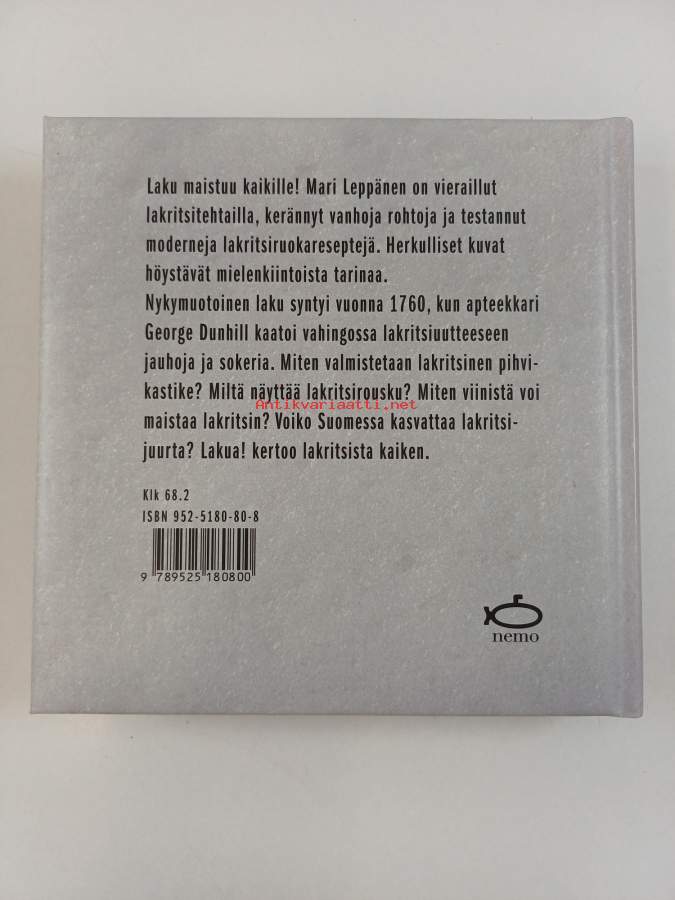 Laku maistuu kaikille! Mari Leppänen on vieraillut
lakritsitehtailla, kerännyt vanhoja rohtoja ja testannut
moderneja lakritsiruokareseptejä. Herkulliset kuvat
höystävät mielenkiintoista tarinaa.
Nykymuotoinen laku syntyi vuonna 1760, kun apteekkari
George Dunhill kaatoi vahingossa lakritsiuutteeseen
jauhoja ja sokeria. Miten valmistetaan lakritsinen pihvi-
kastike? Miltä näyttää lakritsirousku? Miten viinistä voi
Antikvariaatti.net
maistaa lakritsin? Voiko Suomessa kasvattaa lakritsi-
juurta? Lakua! kertoo lakritsista kaiken.
Klk 68.2
ISBN 952-5180-80-8
9 789525 180800
nemo